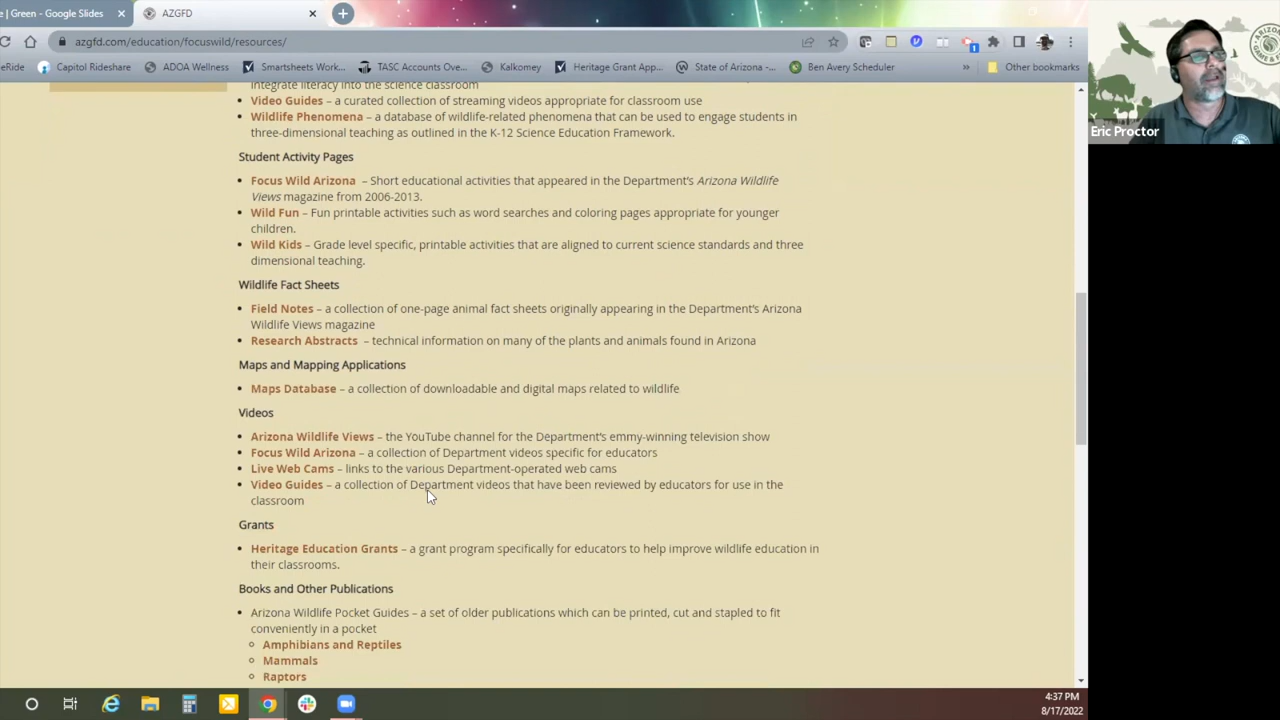 e | Green - Google Slides
AZGFD
azgfd.com/education/focuswild/resources/
eRide
Capitol Rideshare
ADOA Wellness
Smartsheets Work...
TASC Accounts Ove...
Kalkomey
Heritage Grant App...
State of Arizona -...
Ben Avery Scheduler
»
Other bookmarks
integrate literacy into the science classroom
• Video Guides – a curated collection of streaming videos appropriate for classroom use
• Wildlife Phenomena – a database of wildlife-related phenomena that can be used to engage students in
three-dimensional teaching as outlined in the K-12 Science Education Framework.
Student Activity Pages
• Focus Wild Arizona – Short educational activities that appeared in the Department's Arizona Wildlife
Views magazine from 2006-2013.
• Wild Fun – Fun printable activities such as word searches and coloring pages appropriate for younger
children.
• Wild Kids – Grade level specific, printable activities that are aligned to current science standards and three
dimensional teaching.
Wildlife Fact Sheets
• Field Notes – a collection of one-page animal fact sheets originally appearing in the Department's Arizona
Wildlife Views magazine
• Research Abstracts – technical information on many of the plants and animals found in Arizona
Maps and Mapping Applications
• Maps Database – a collection of downloadable and digital maps related to wildlife
Videos
• Arizona Wildlife Views – the YouTube channel for the Department's emmy-winning television show
• Focus Wild Arizona – a collection of Department videos specific for educators
• Live Web Cams – links to the various Department-operated web cams
• Video Guides – a collection of Department videos that have been reviewed by educators for use in the
classroom
Grants
• Heritage Education Grants – a grant program specifically for educators to help improve wildlife education in
their classrooms.
Books and Other Publications
• Arizona Wildlife Pocket Guides – a set of older publications which can be printed, cut and stapled to fit
conveniently in a pocket
Amphibians and Reptiles
Mammals
Raptors
Eric Proctor
4:37 PM
8/17/2022